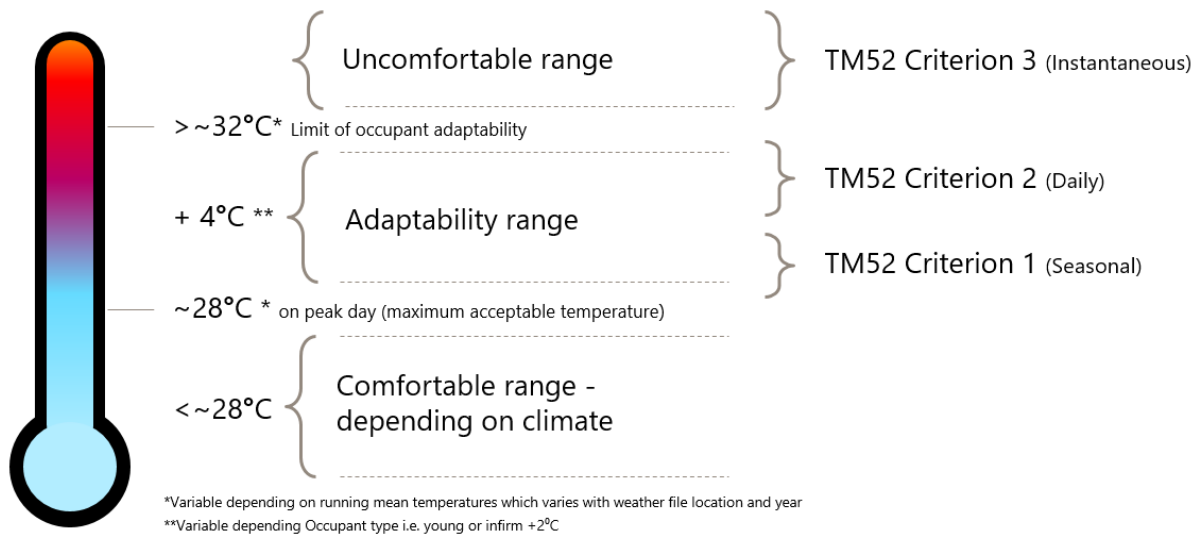 Uncomfortable range
TM52 Criterion 3 (Instantaneous)
>~32°C* Limit of occupant adaptability
TM52 Criterion 2 (Daily)
+ 4°C **
Adaptability range
TM52 Criterion 1 (Seasonal)
~28°C * on peak day (maximum acceptable temperature)
<~28°C
Comfortable range -
depending on climate
*Variable depending on running mean temperatures which varies with weather file location and year
**Variable depending Occupant type i.e. young or infirm +2⁰C